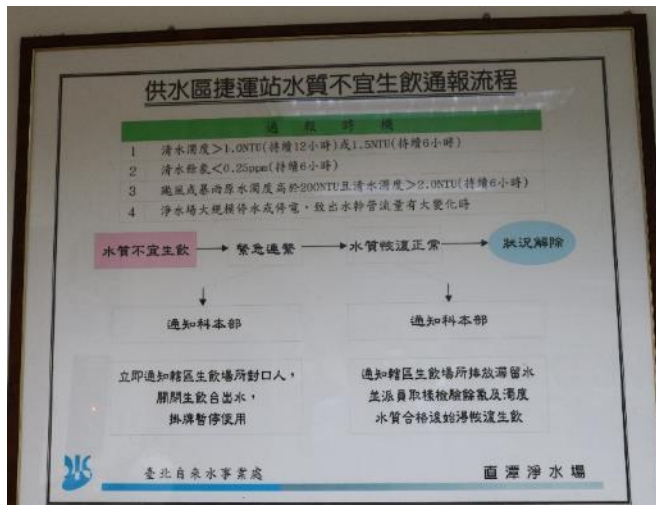 供水區捷運站水質不宜生飲通報流程
通報時機
1 清水濁度>1.0NTU(持續12小時)或1.5NTU(持續6小時)
2 清水餘氯<0.25ppm(持續6小時)
3 颱風或暴雨原水濁度高於200NTU且清水濁度>2.0NTU(持續6小時)
4 淨水場大規模停水或停電,致出水幹管流量有大變化時
水質不宜生飲 緊急連繫 水質恢復正常 狀況解除
通知科本部 通知科本部
立即通知轄區生飲場所對口人,
關閉生飲台出水,
掛牌暫停使用
通知轄區生飲場所排放滯留水
並派員取樣檢驗餘氯及濁度
水質合格後始得恢復生飲
臺北自來水事業處 直潭淨水場